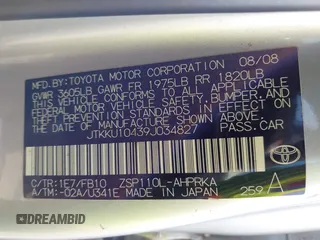 MFD.BY:TOYOTA MOTOR CORPORATION 08/08
GVWR 3605LB GAWR FR 1975LB RR 1820LB
THIS VEHICLE CONFORMS TO ALL APPLICABLE
FEDERAL MOTOR VEHICLE SAFETY, BUMPER, AND
THEFT PREVENTION STANDARDS IN EFFECT ON
THE DATE OF MANUFACTURE SHOWN ABOVE.
JTKKU10439J034827 PASS.CAR
C/TR:1E7/FB10 ZSP110L-AHPRKA
A/TM:-02A/U341E MADE IN JAPAN
TOYOTA
259 A
DREAMBID